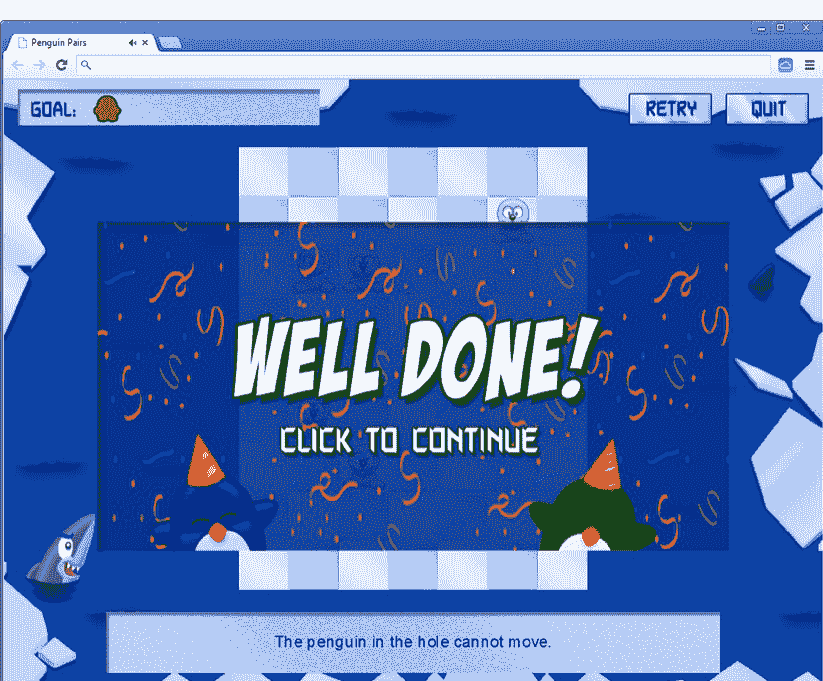 Penguin Pairs
GOAL:
RETRY
QUIT
WELL DONE!
CLICK TO CONTINUE
The penguin in the hole cannot move.